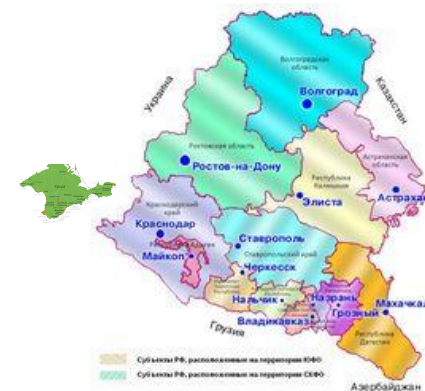 Волгоградская
область
Волгоград
Украина
Казахстан
Ростовская область
Ростов-на-Дону
Астраханская
область
Республика
Калмыкия
Элиста
Астрахан
Краснодарский
край
Краснодар
Майкоп
Ставрополь
Ставропольский край
Черкесск
Нальчик
Назрань
Грозный
Владикавказ
Махачкала
Республика
Дагестан
Грузия
Азербайджан
Субъекты РФ, расположенные на территории ЮФО
Субъекты РФ, расположенные на территории СКФО